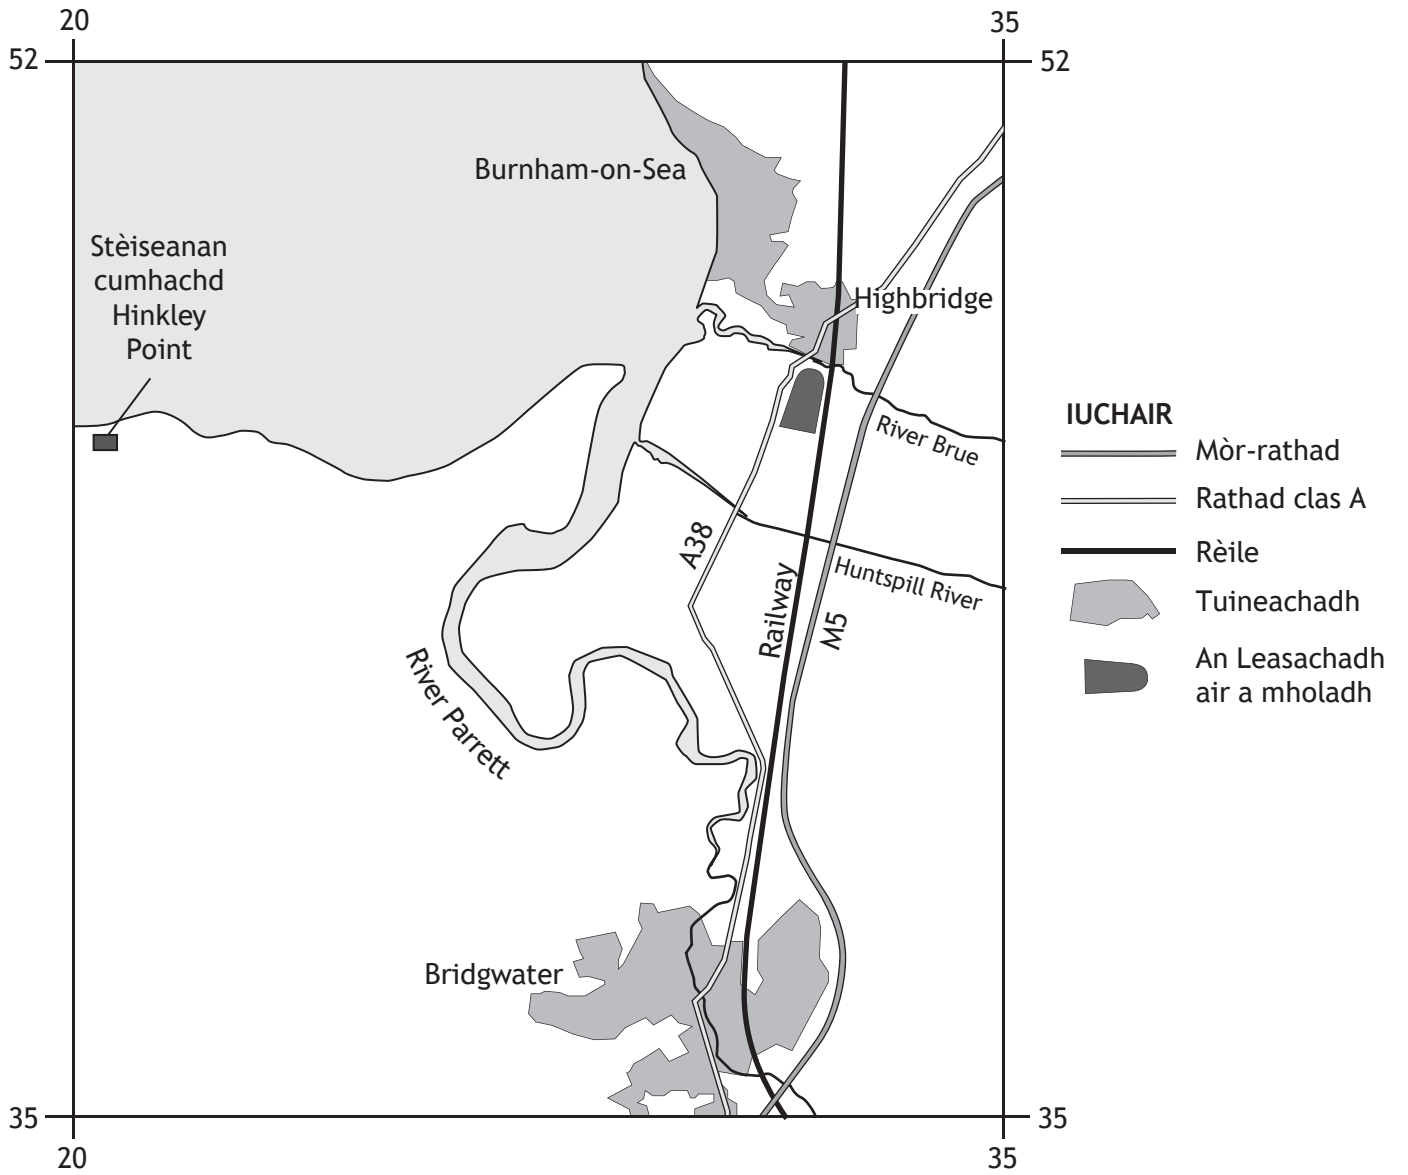 20
35
52
52
Burnham-on-Sea
Stèiseanan
cumhachd
Hinkley
Point
Highbridge
River Brue
A38
Huntspill River
Railway
M5
River Parrett
Bridgwater
35
35
20
35
IUCHAIR
Mòr-rathad
Rathad clas A
Rèile
Tuineachadh
An Leasachadh
air a mholadh